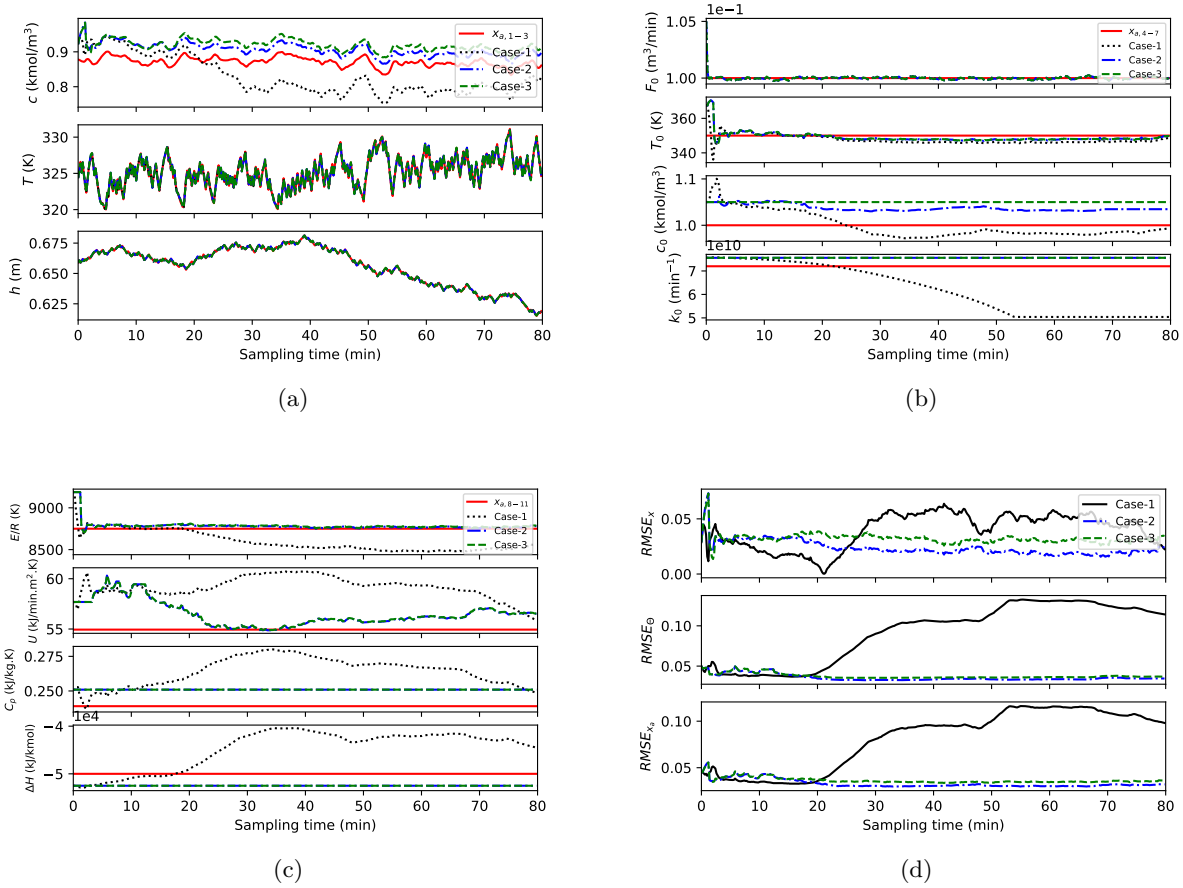 c (kmol/m³)
0.9
0.8
x_{a,1−3}
Case-1
Case-2
Case-3
T (K)
330
325
320
h (m)
0.675
0.650
0.625
0 10 20 30 40 50 60 70 80
Sampling time (min)
(a)
1e−1
F₀ (m³/min)
1.05
1.00
x_{a,4−7}
Case-1
Case-2
Case-3
T₀ (K)
360
340
c₀ (kmol/m³)
1.1
1.0
1e10
k₀ (min⁻¹)
7
6
5
0 10 20 30 40 50 60 70 80
Sampling time (min)
(b)
E/R (K)
9000
8500
x_{a,8−11}
Case-1
Case-2
Case-3
U (kJ/min.m².K)
60
55
C_p (kJ/kg.K)
0.275
0.250
1e4
ΔH (kJ/kmol)
−4
−5
0 10 20 30 40 50 60 70 80
Sampling time (min)
(c)
RMSE_x
0.05
0.00
Case-1
Case-2
Case-3
RMSE_Θ
0.10
0.05
RMSE_{x_a}
0.10
0.05
0 10 20 30 40 50 60 70 80
Sampling time (min)
(d)